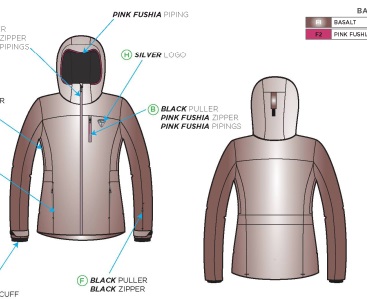 BA
BASALT
F2 PINK FUSHI
PINK FUSHIA PIPING
R
ZIPPER
PIPINGS
H SILVER LOGO
ER
B BLACK PULLER
PINK FUSHIA ZIPPER
PINK FUSHIA PIPINGS
F BLACK PULLER
BLACK ZIPPER
CUFF